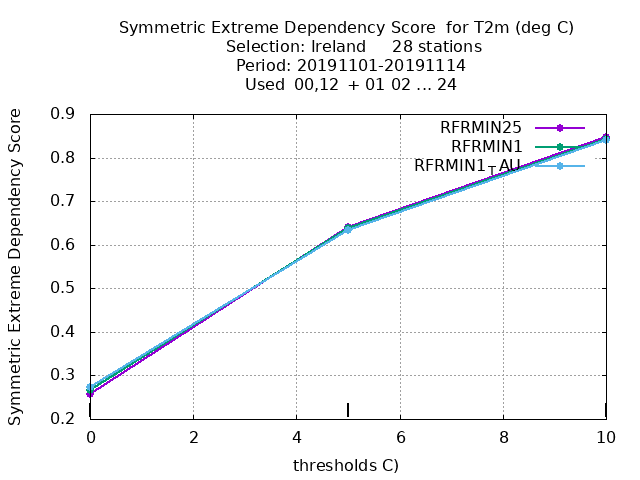 Symmetric Extreme Dependency Score for T2m (deg C)
Selection: Ireland 28 stations
Period: 20191101-20191114
Used 00,12 + 01 02 ... 24
Symmetric Extreme Dependency Score
0.9
0.8
0.7
0.6
0.5
0.4
0.3
0.2
RFRMIN25
RFRMIN1
RFRMIN1TAU
0 2 4 6 8 10
thresholds C)